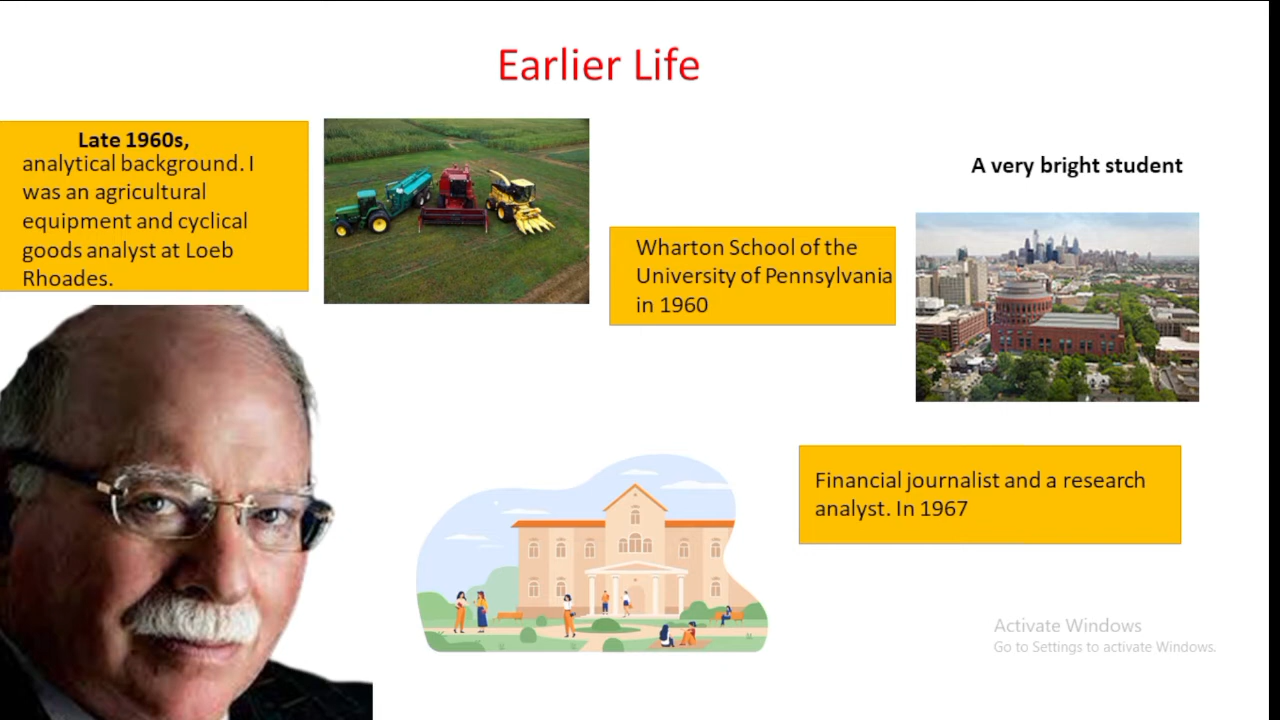 Earlier Life
Late 1960s,
analytical background. I
was an agricultural
equipment and cyclical
goods analyst at Loeb
Rhoades.
A very bright student
Wharton School of the
University of Pennsylvania
in 1960
Financial journalist and a research
analyst. In 1967
Activate Windows
Go to Settings to activate Windows.